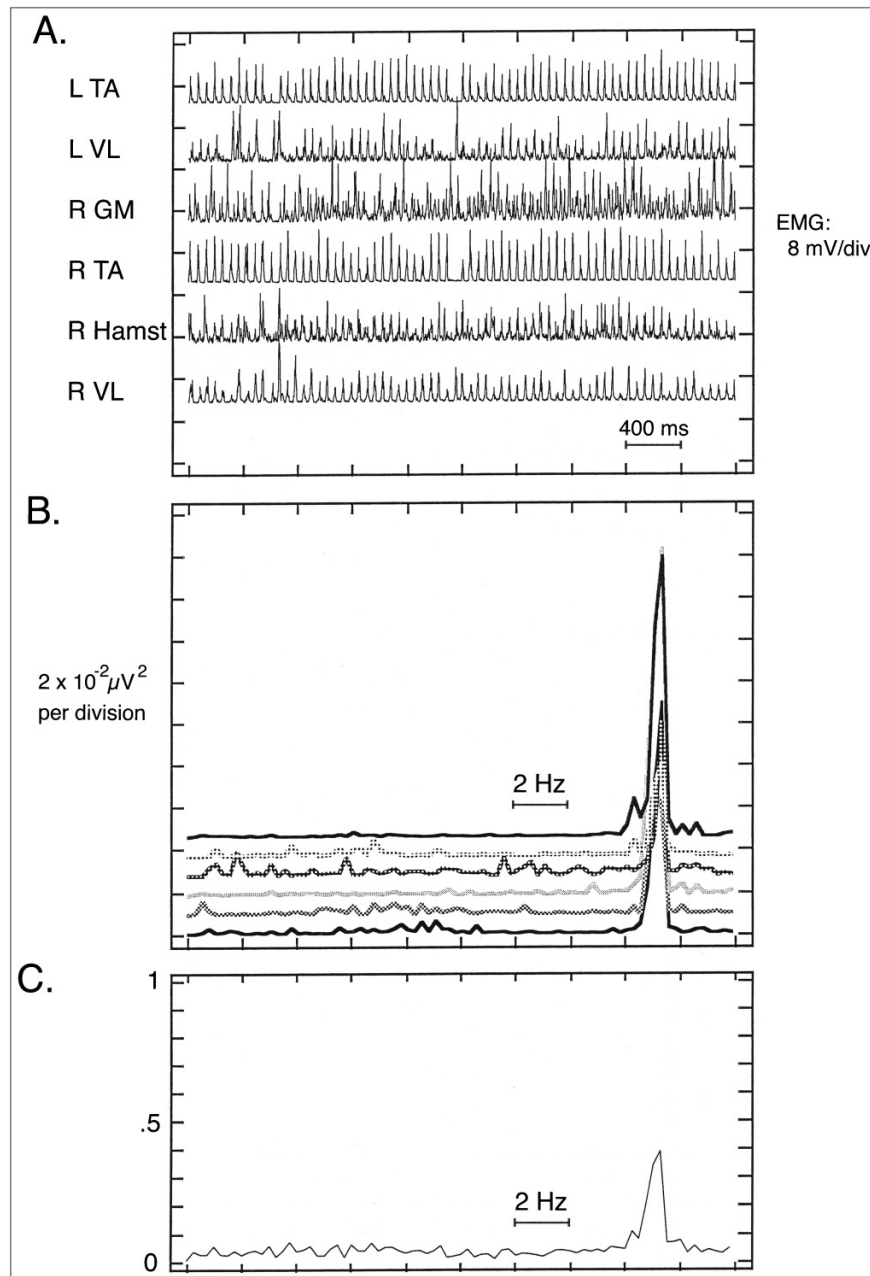 A.
L TA
L VL
R GM
R TA
R Hamst
R VL
EMG:
8 mV/div
400 ms
B.
2 x 10⁻²μV²
per division
2 Hz
C.
1
.5
0
2 Hz